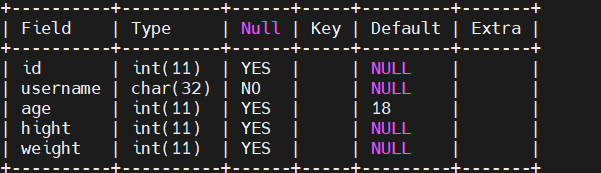 +----------+----------+------+-----+---------+-------+
| Field    | Type     | Null | Key | Default | Extra |
+----------+----------+------+-----+---------+-------+
| id       | int(11)  | YES  |     | NULL    |       |
| username | char(32) | NO   |     | NULL    |       |
| age      | int(11)  | YES  |     | 18      |       |
| hight    | int(11)  | YES  |     | NULL    |       |
| weight   | int(11)  | YES  |     | NULL    |       |
+----------+----------+------+-----+---------+-------+